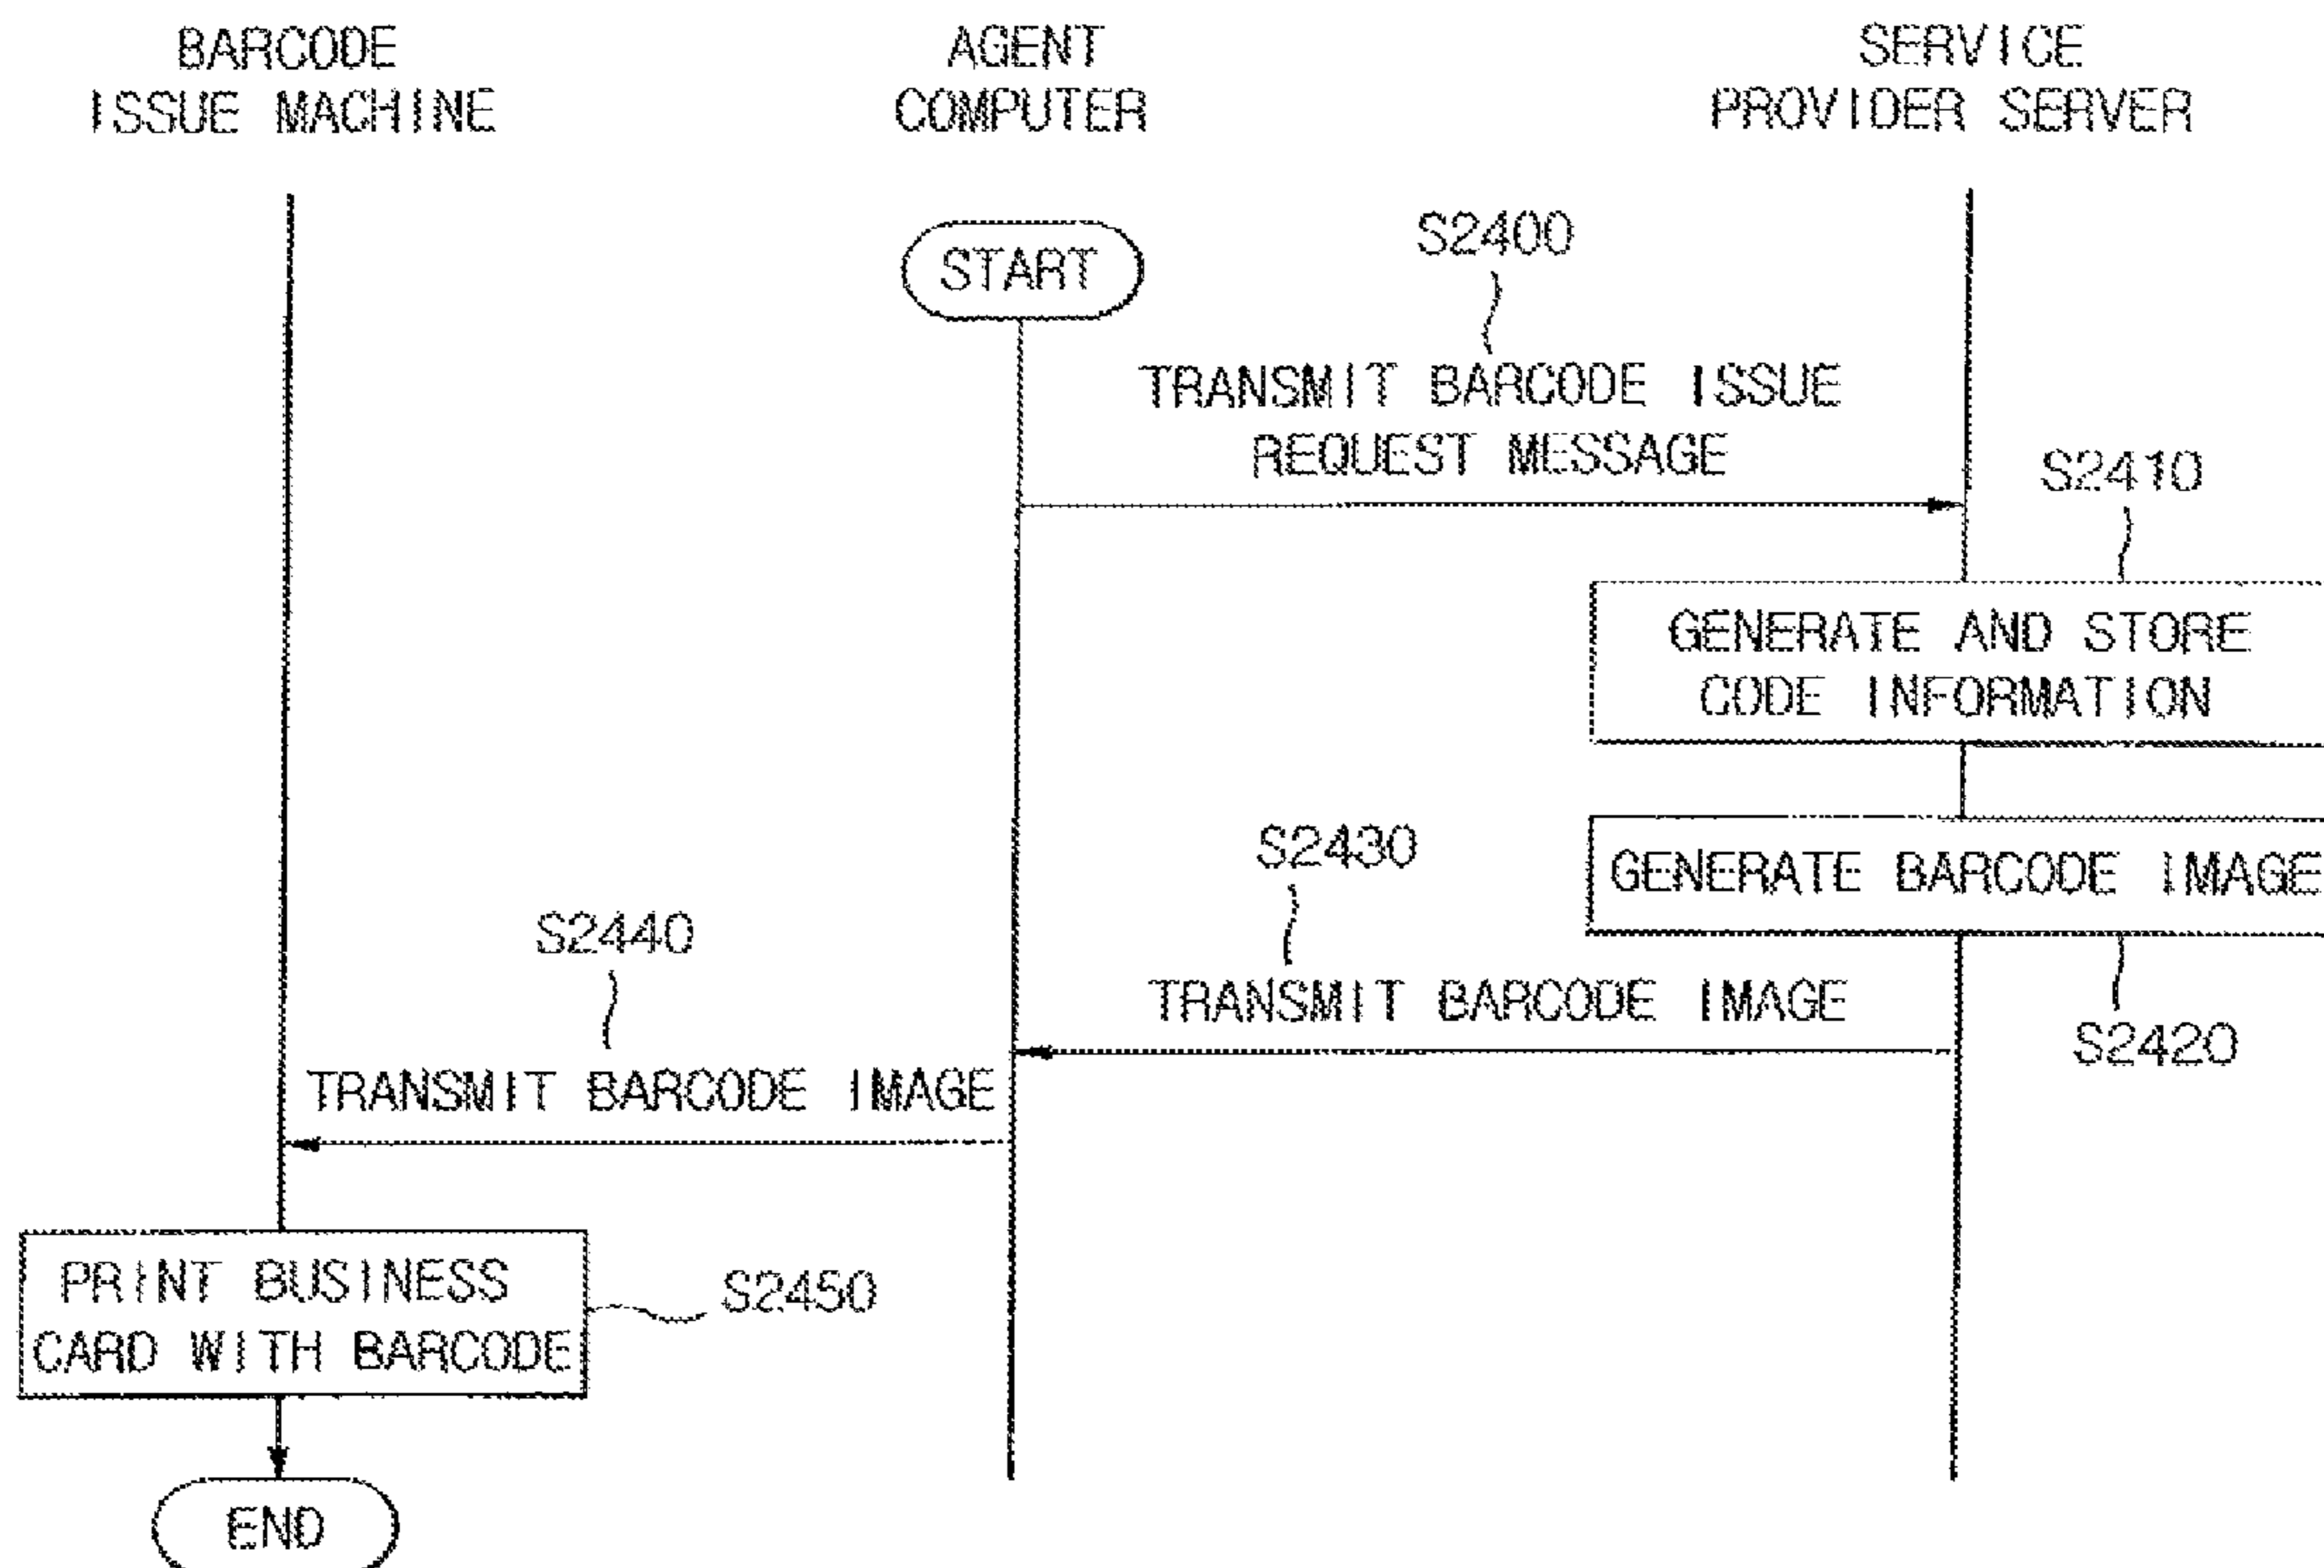 BARCODE
ISSUE MACHINE
AGENT
COMPUTER
SERVICE
PROVIDER SERVER
START
S2400
TRANSMIT BARCODE ISSUE
REQUEST MESSAGE
S2410
GENERATE AND STORE
CODE INFORMATION
GENERATE BARCODE IMAGE
S2420
S2430
TRANSMIT BARCODE IMAGE
S2440
TRANSMIT BARCODE IMAGE
PRINT BUSINESS
CARD WITH BARCODE
S2450
END